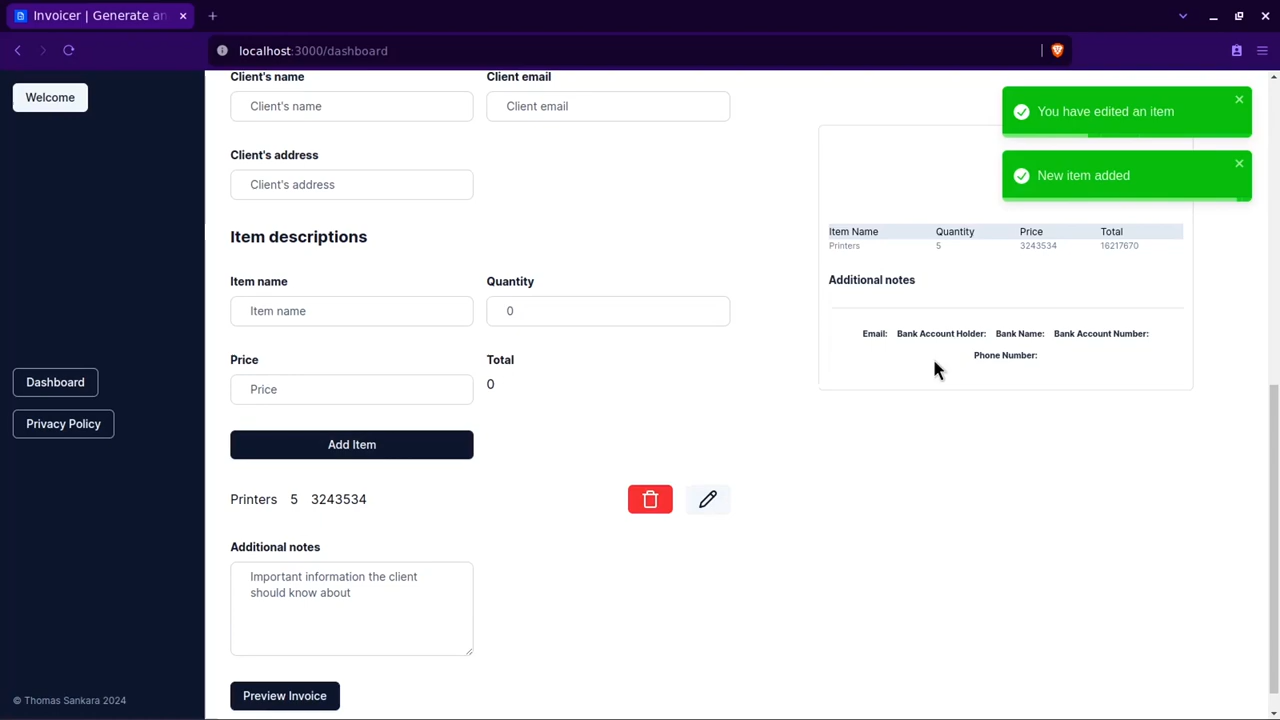 Invoicer | Generate an
localhost:3000/dashboard
Welcome
Dashboard
Privacy Policy
© Thomas Sankara 2024
Client's name
Client email
Client's name
Client email
Client's address
Client's address
Item descriptions
Item name
Quantity
Item name
0
Price
Total
Price
0
Add Item
Printers 5 3243534
Additional notes
Important information the client
should know about
Preview Invoice
You have edited an item
New item added
Item Name Quantity Price Total
Printers 5 3243534 16217670
Additional notes
Email: Bank Account Holder: Bank Name: Bank Account Number:
Phone Number: